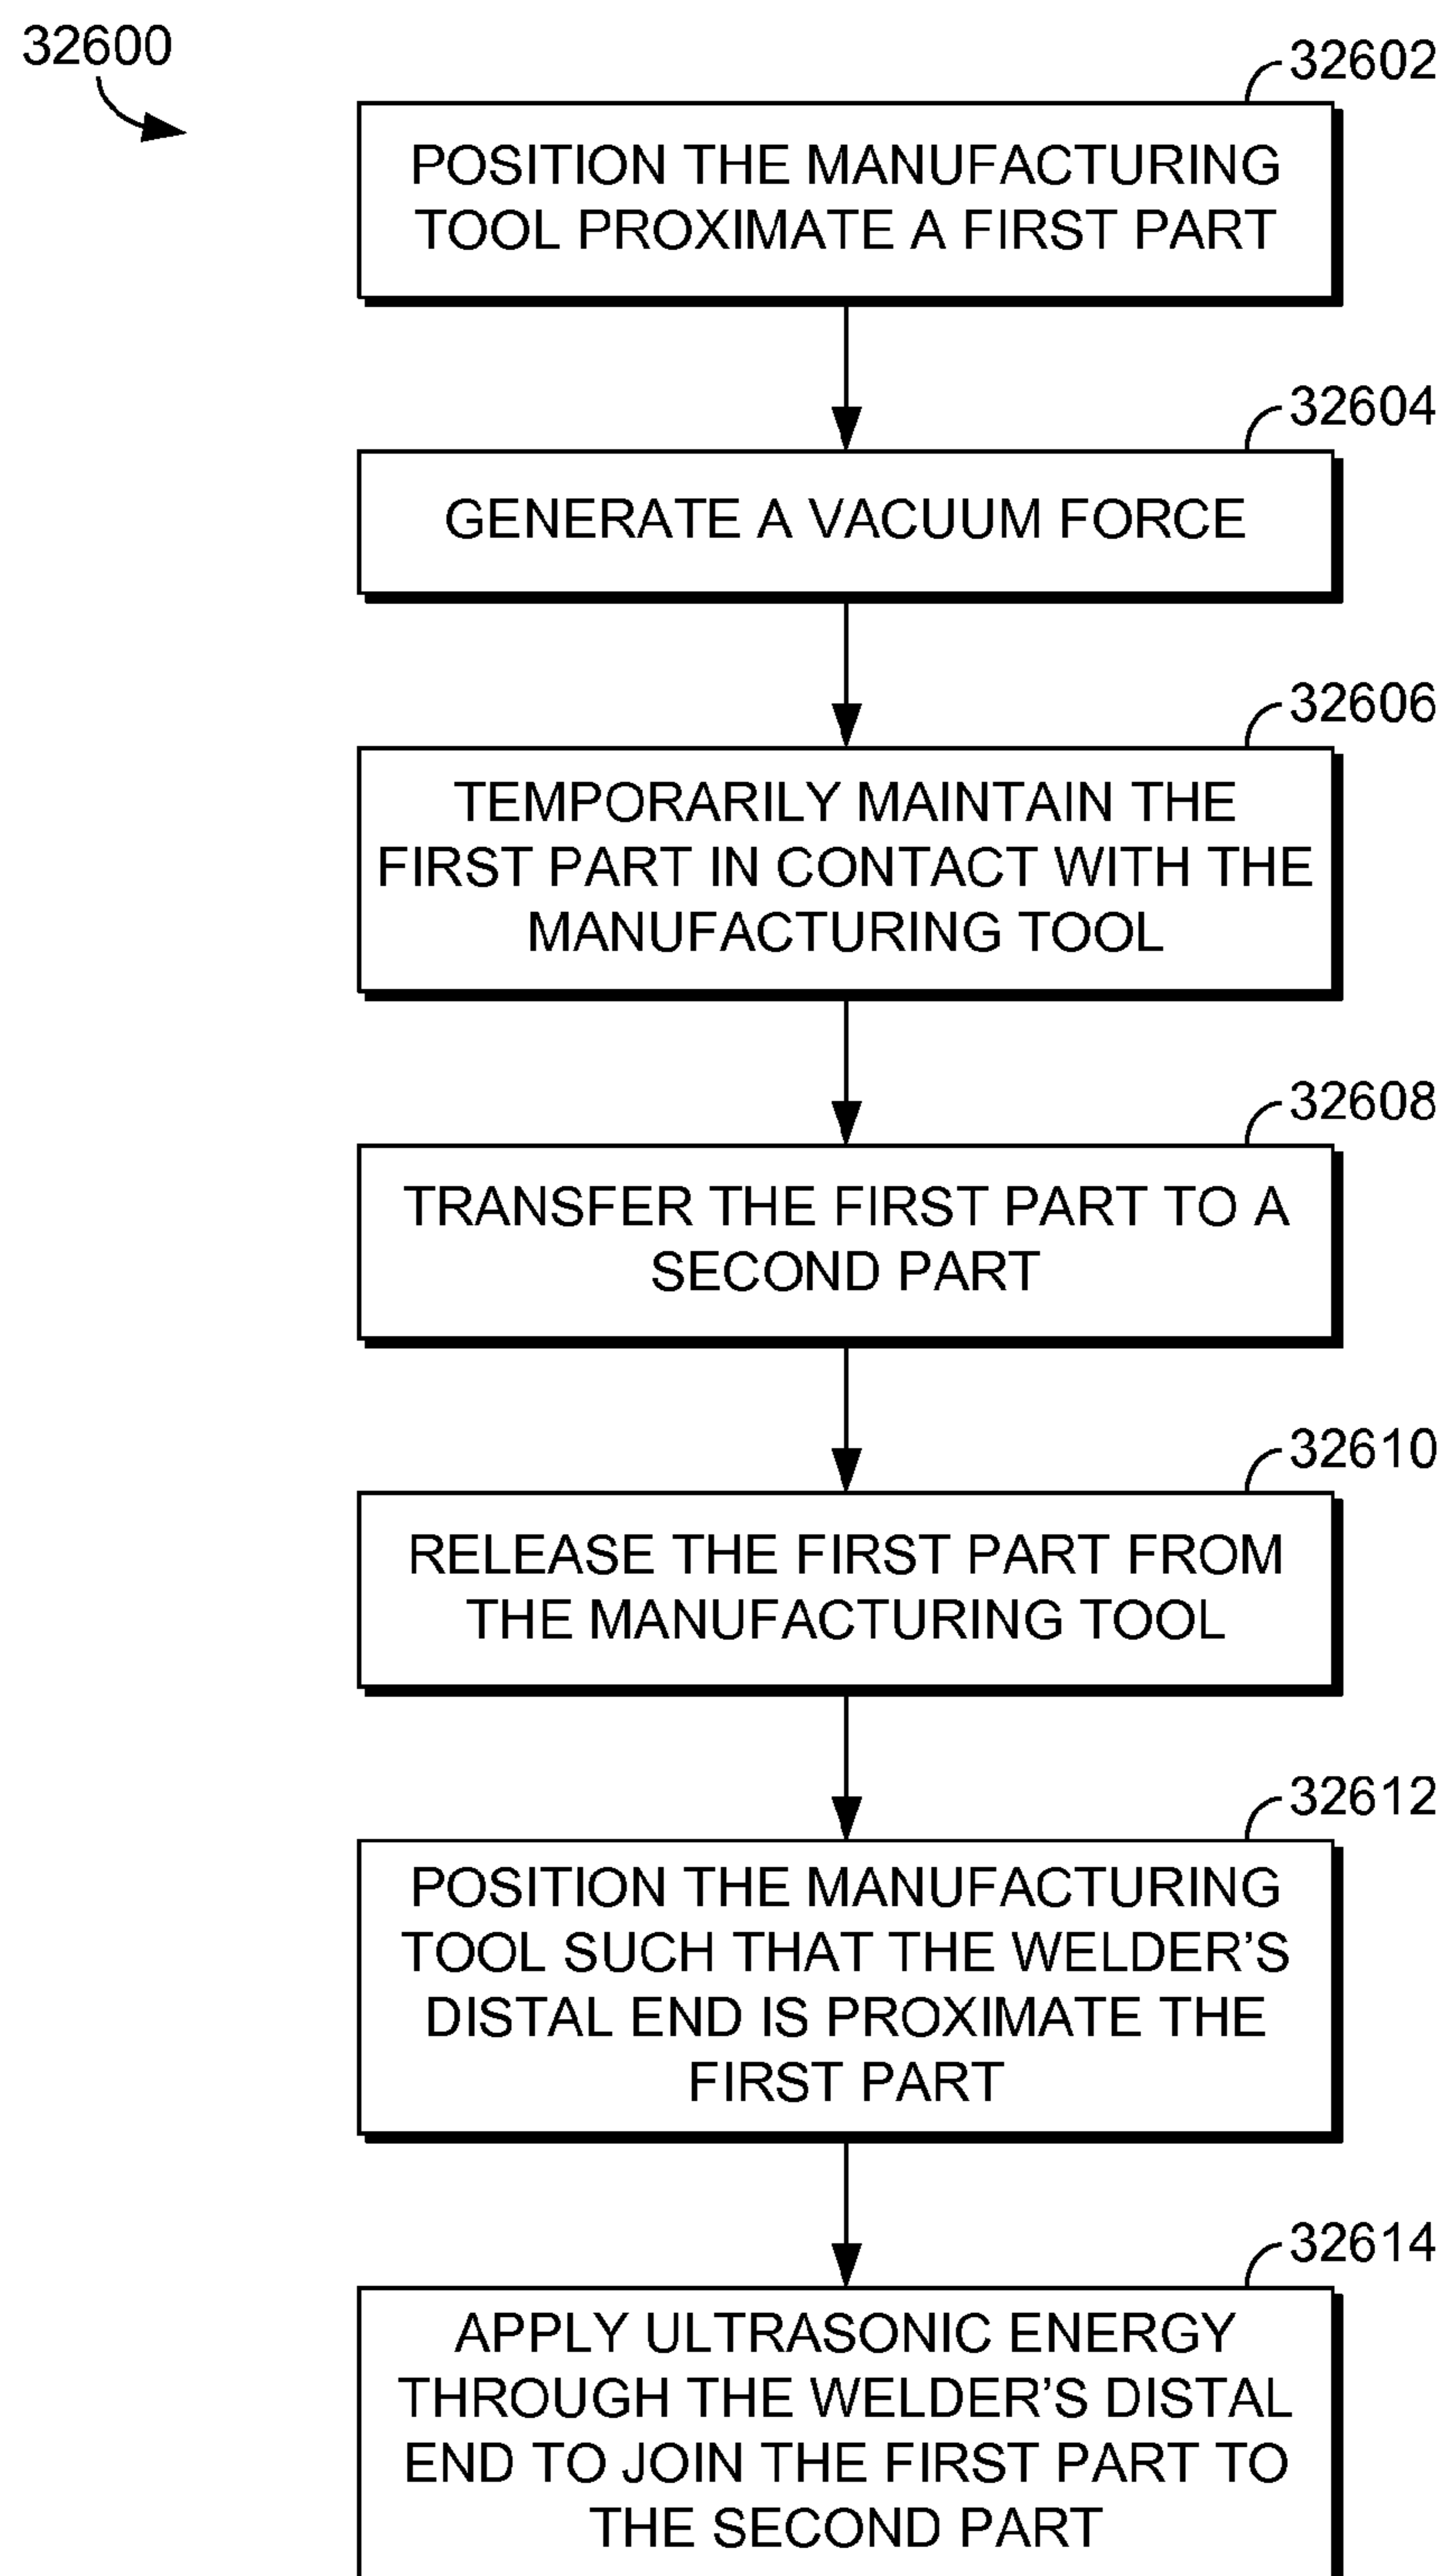 32600
32602
POSITION THE MANUFACTURING
TOOL PROXIMATE A FIRST PART
32604
GENERATE A VACUUM FORCE
32606
TEMPORARILY MAINTAIN THE
FIRST PART IN CONTACT WITH THE
MANUFACTURING TOOL
32608
TRANSFER THE FIRST PART TO A
SECOND PART
32610
RELEASE THE FIRST PART FROM
THE MANUFACTURING TOOL
32612
POSITION THE MANUFACTURING
TOOL SUCH THAT THE WELDER’S
DISTAL END IS PROXIMATE THE
FIRST PART
32614
APPLY ULTRASONIC ENERGY
THROUGH THE WELDER’S DISTAL
END TO JOIN THE FIRST PART TO
THE SECOND PART